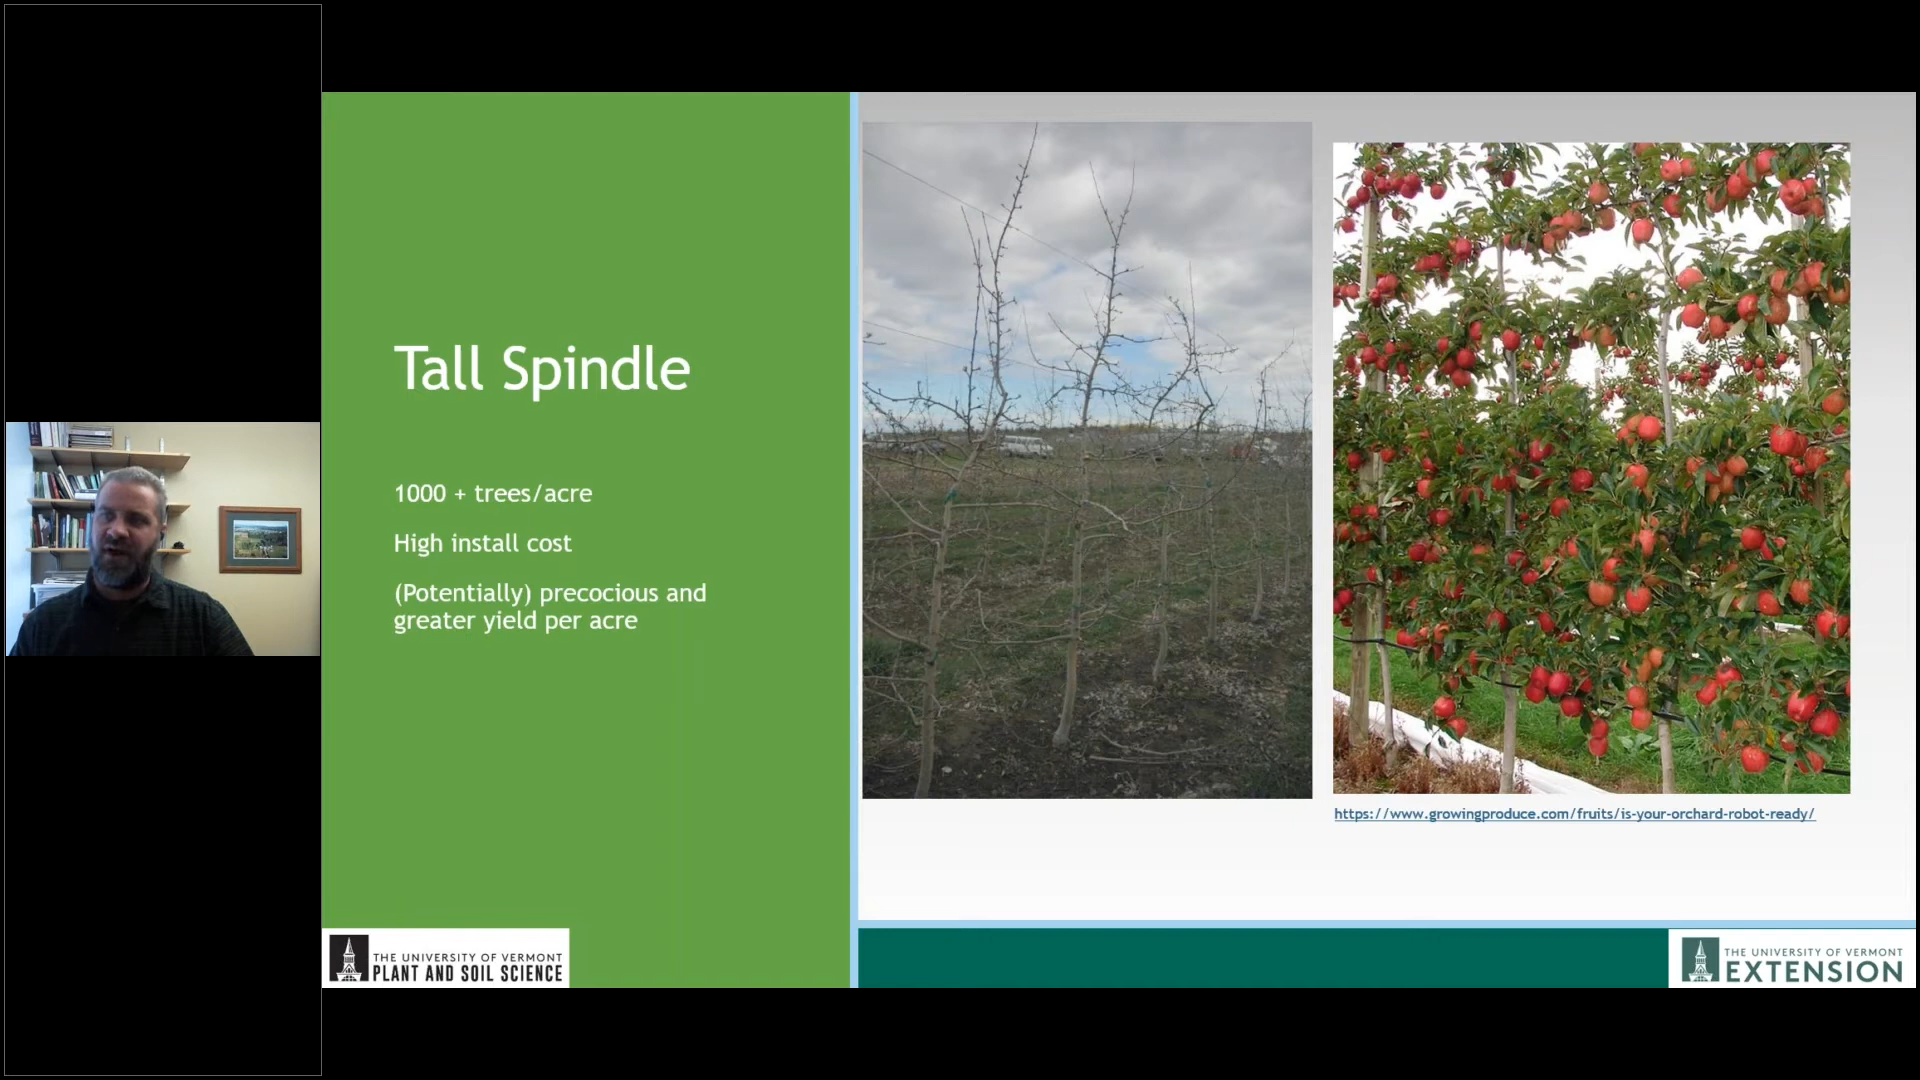 Tall Spindle
1000 + trees/acre
High install cost
(Potentially) precocious and
greater yield per acre
https://www.growingproduce.com/fruits/is-your-orchard-robot-ready/
THE UNIVERSITY OF VERMONT
PLANT AND SOIL SCIENCE
THE UNIVERSITY OF VERMONT
EXTENSION